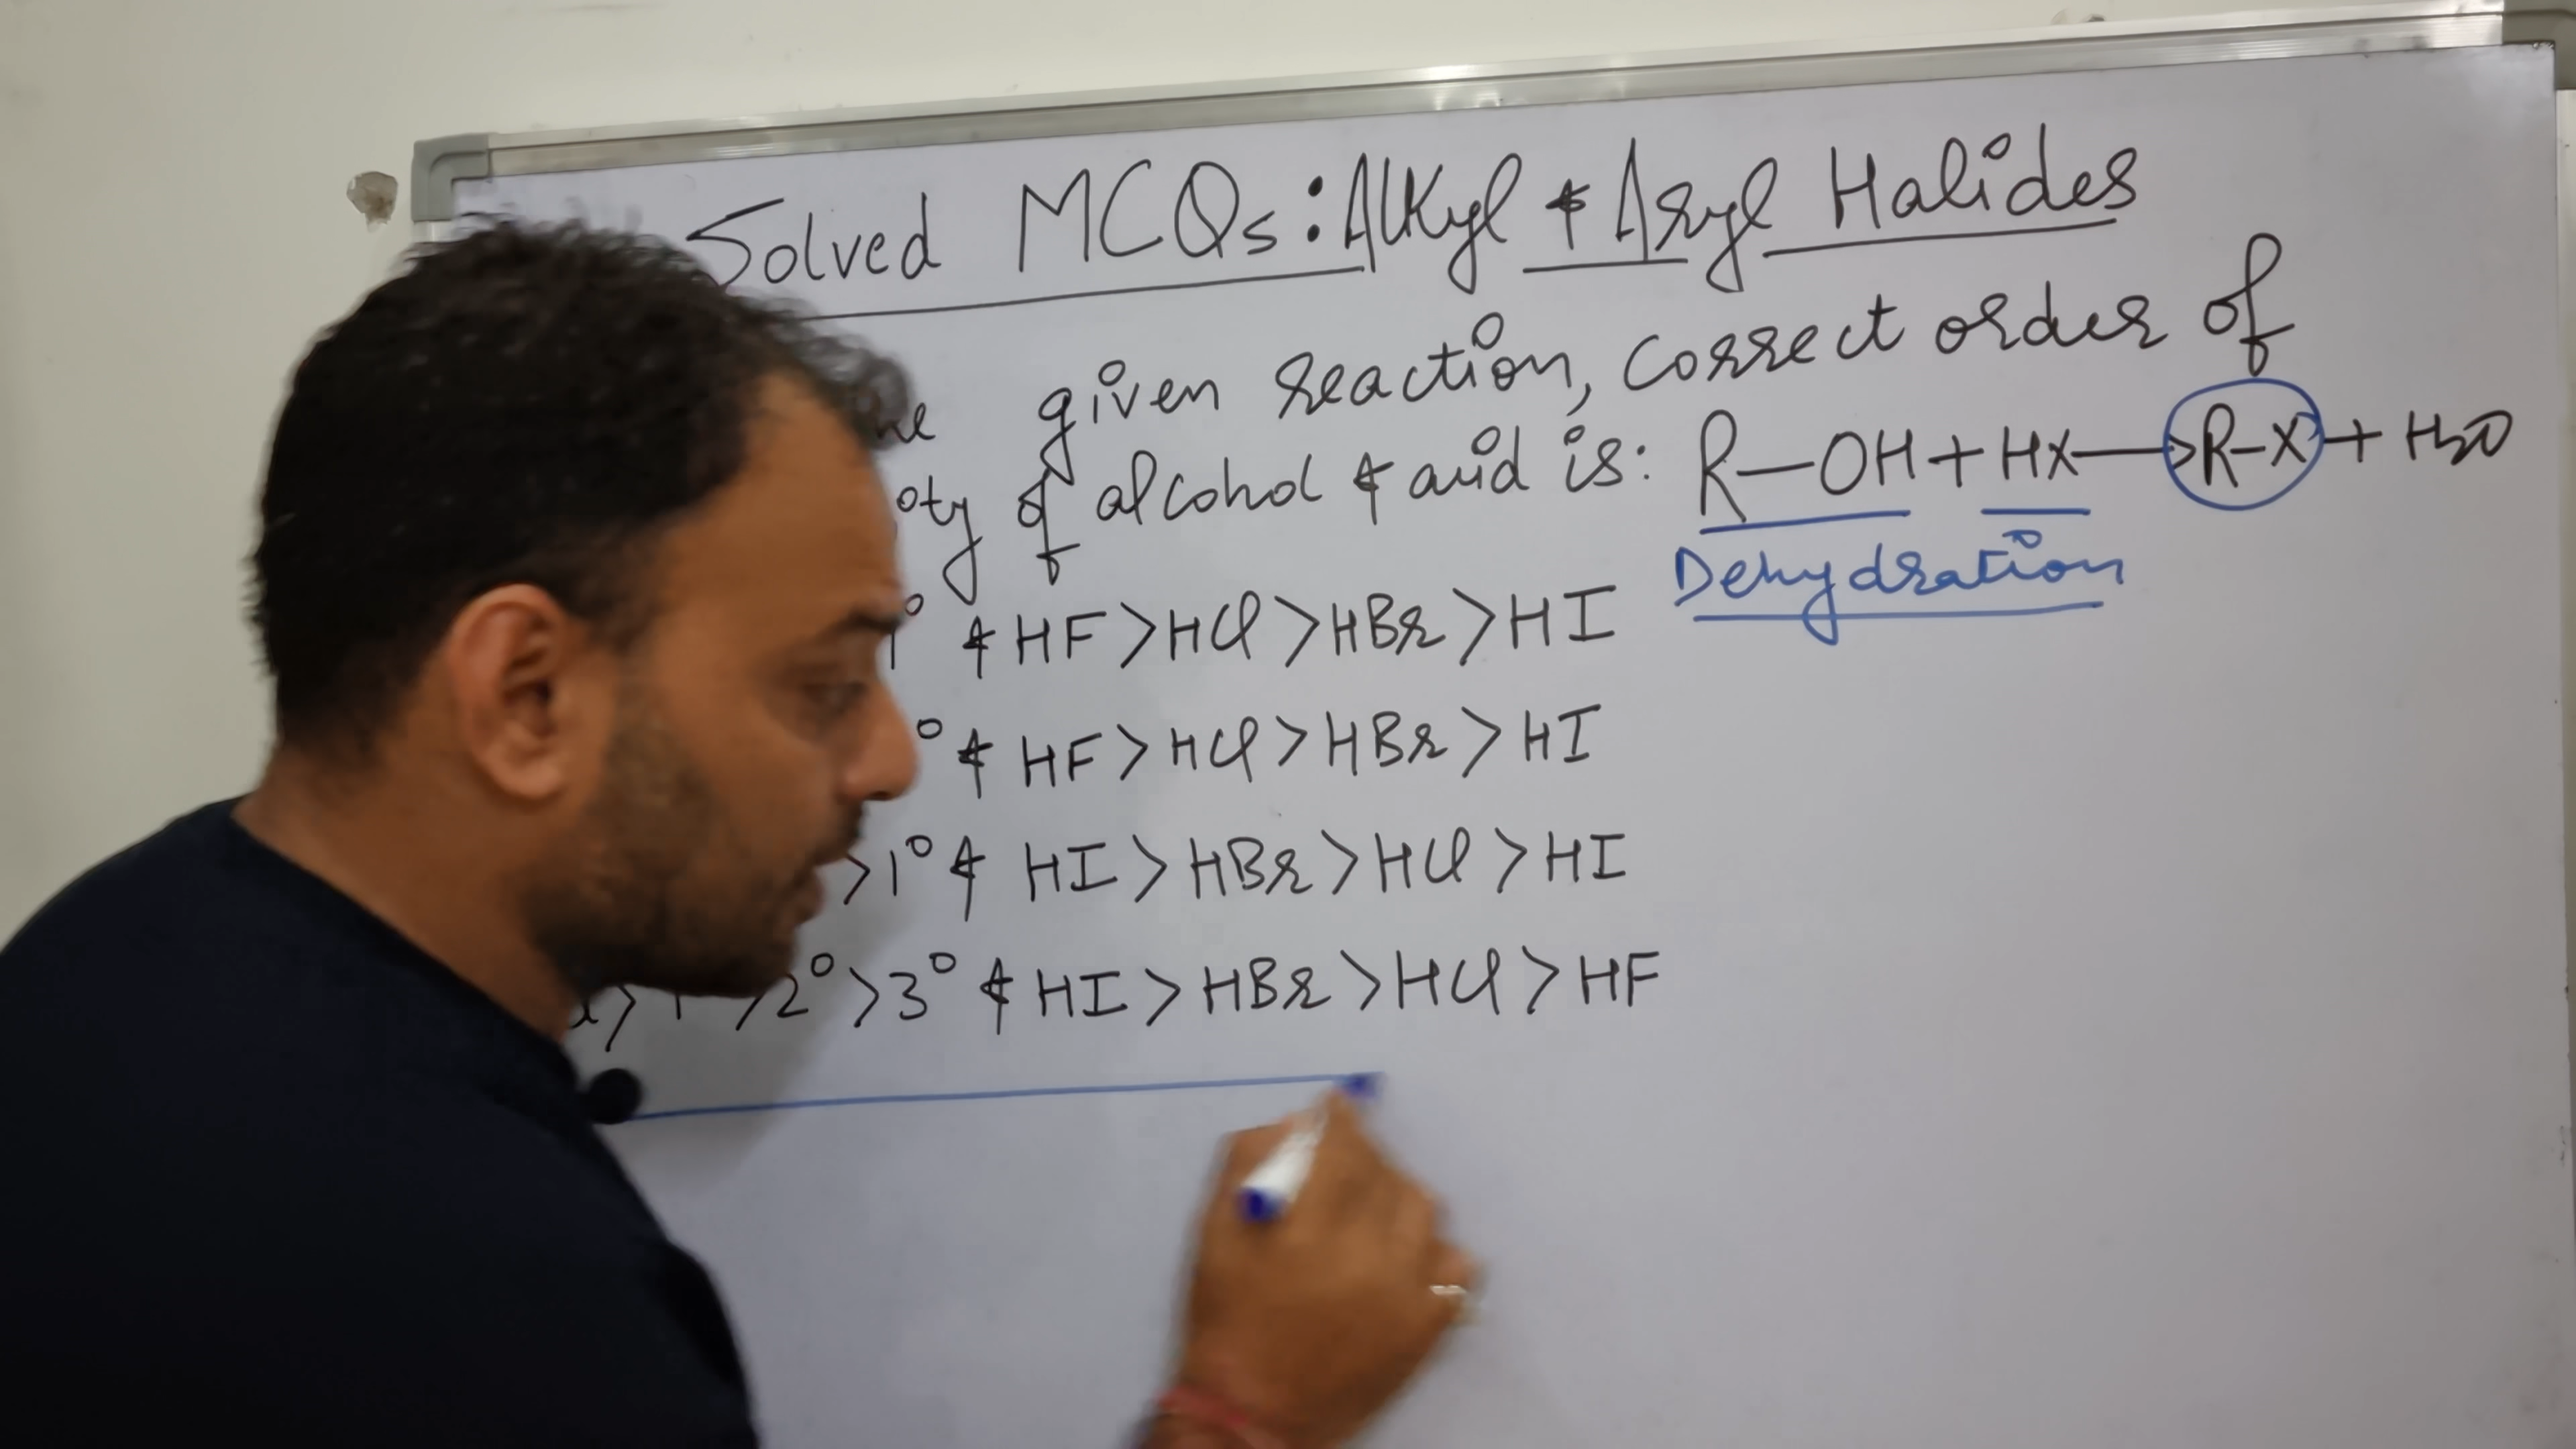 Solved MCQs: Alkyl & Aryl Halides
given reaction, correct order of
of alcohol & acid is: R—OH + HX → R-X + H2O
Dehydration
1° & HF > HCl > HBr > HI
° & HF > HCl > HBr > HI
>1° & HI > HBr > HCl > HI
>2° >3° & HI > HBr > HCl > HF